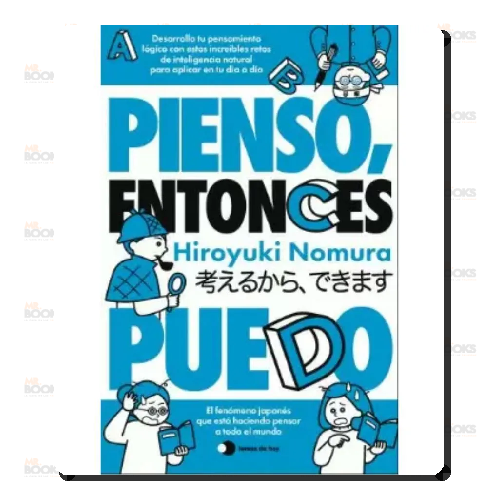 A
Desarrolla tu pensamiento
lógico con estos increíbles retos
de inteligencia natural
para aplicar en tu día a día
B
PIENSO,
ENTONCES
Hiroyuki Nomura
考えるから、できます
PUEDO
El fenómeno japonés
que está haciendo pensar
a todo el mundo
temas de hoy